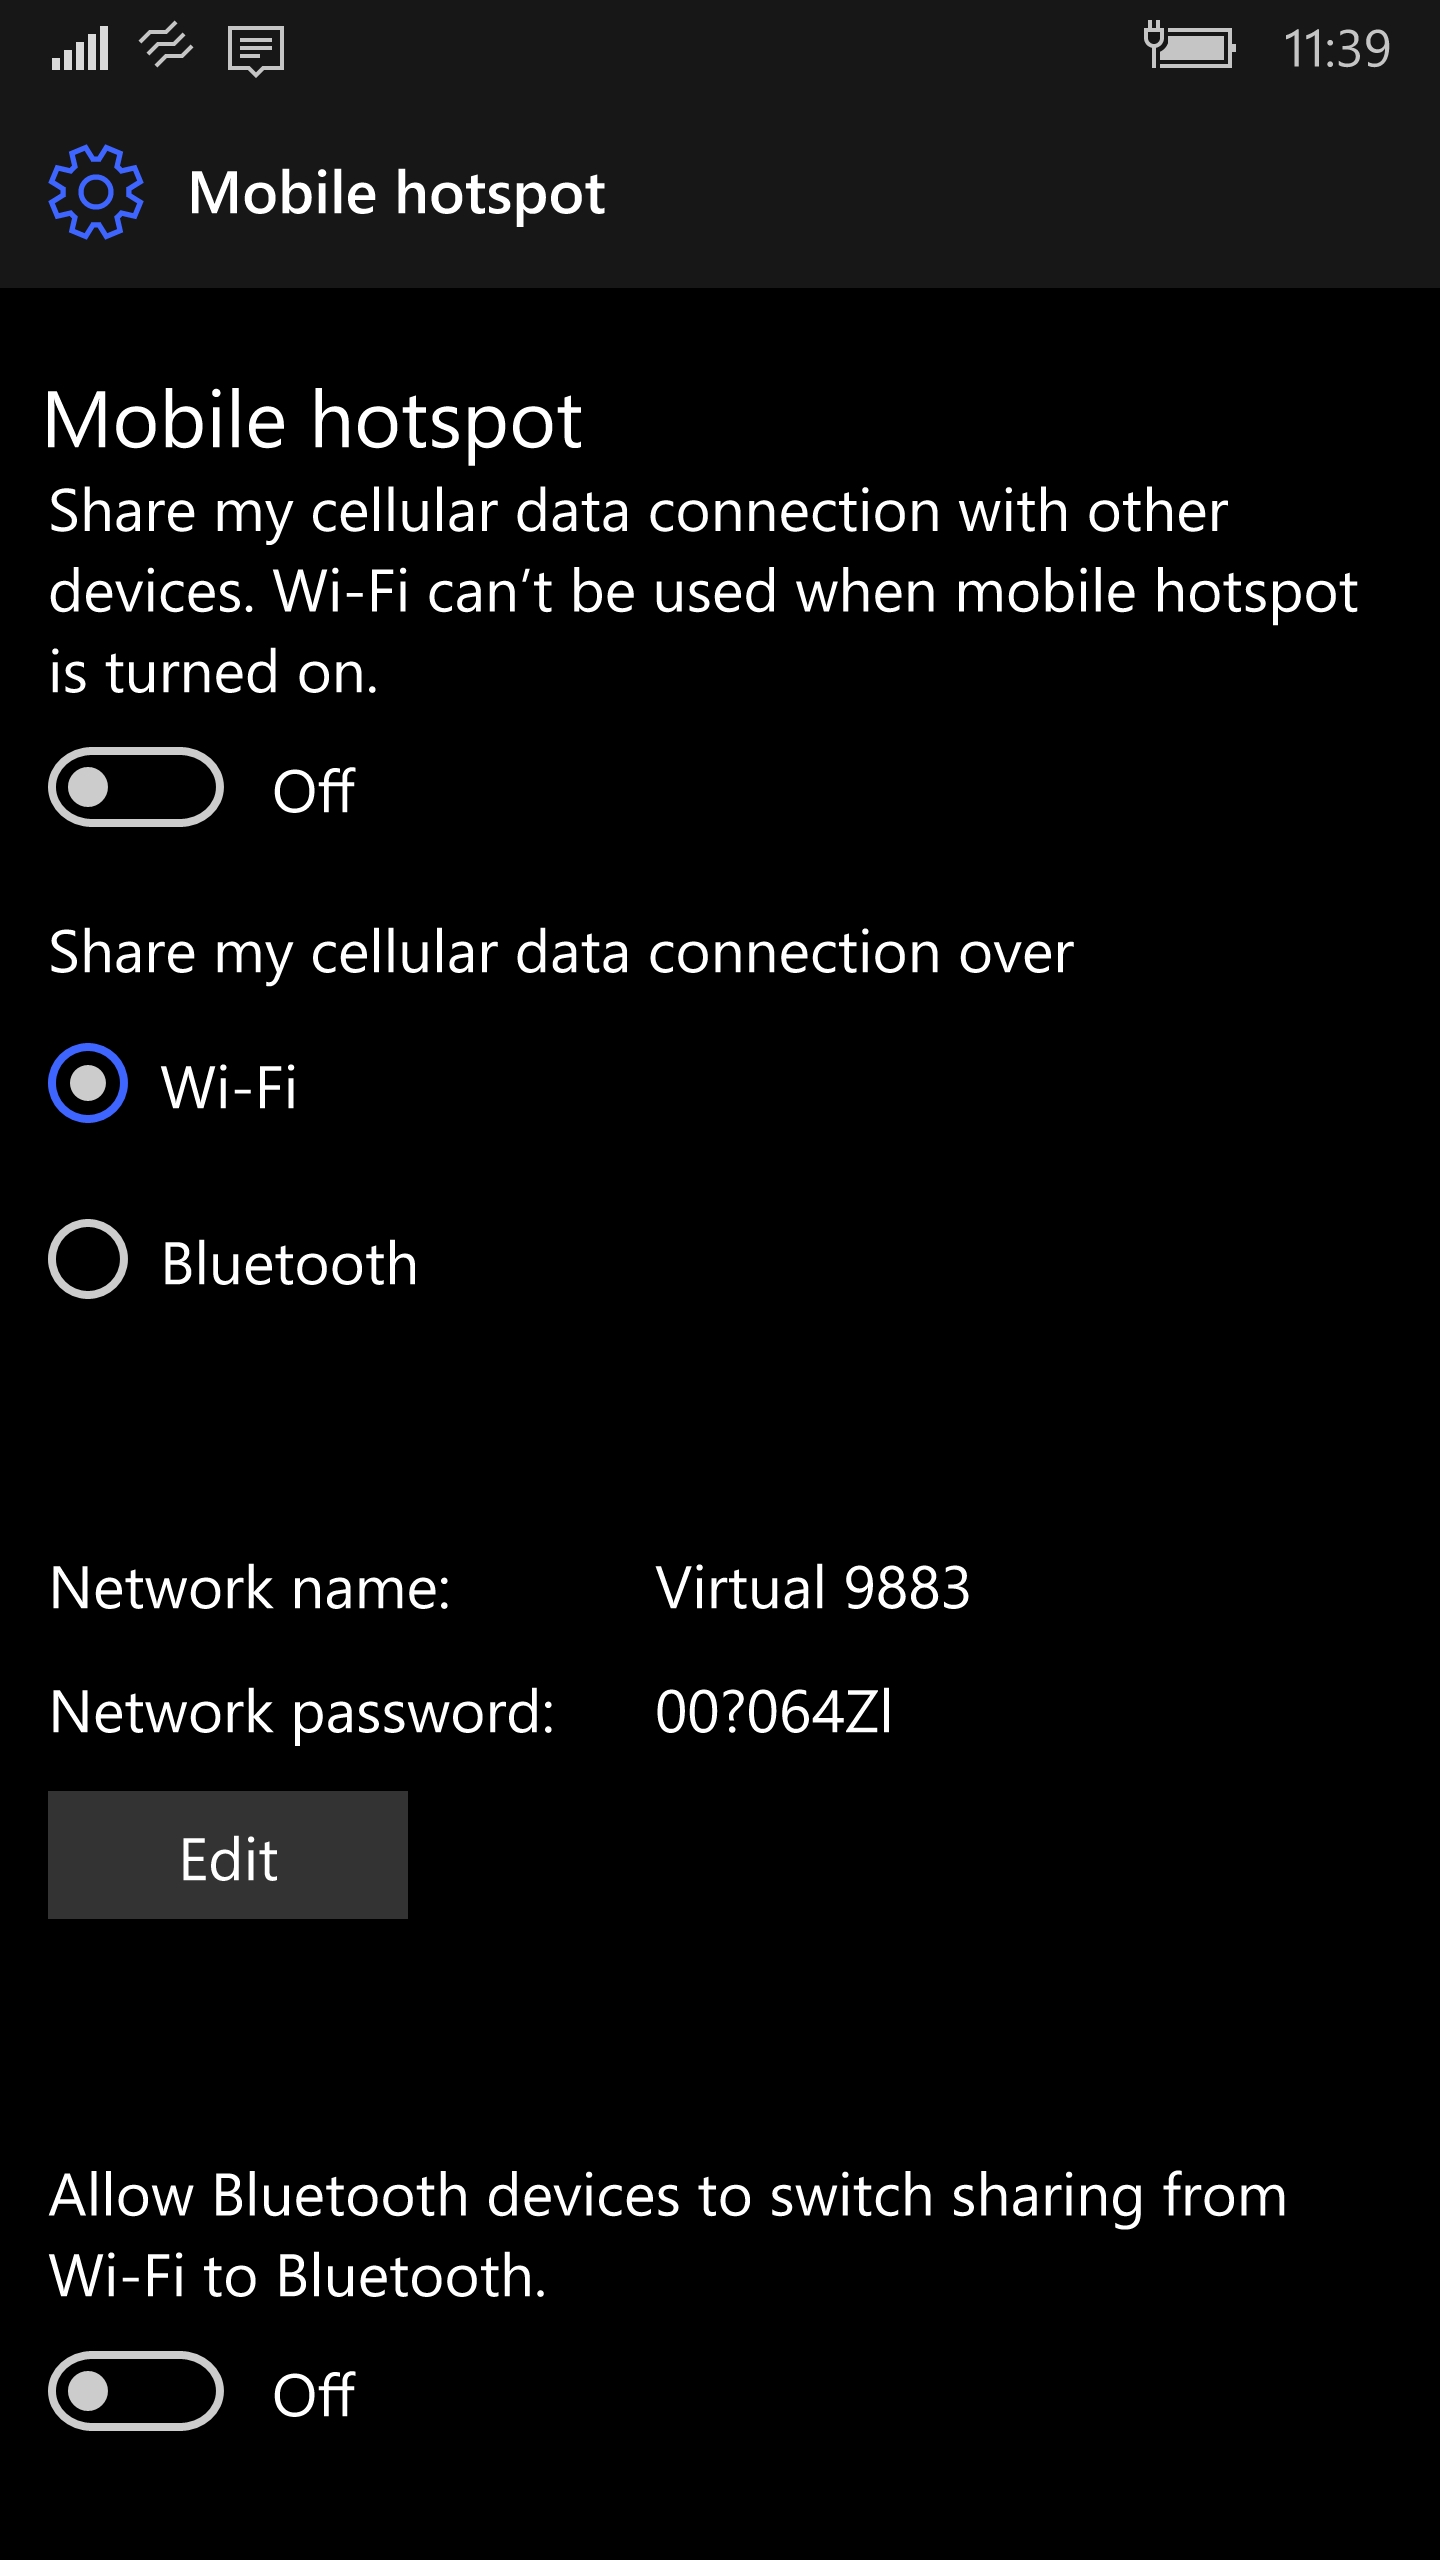 11:39
Mobile hotspot
Mobile hotspot
Share my cellular data connection with other
devices. Wi-Fi can’t be used when mobile hotspot
is turned on.
Off
Share my cellular data connection over
Wi-Fi
Bluetooth
Network name: Virtual 9883
Network password: 00?064Zl
Edit
Allow Bluetooth devices to switch sharing from
Wi-Fi to Bluetooth.
Off